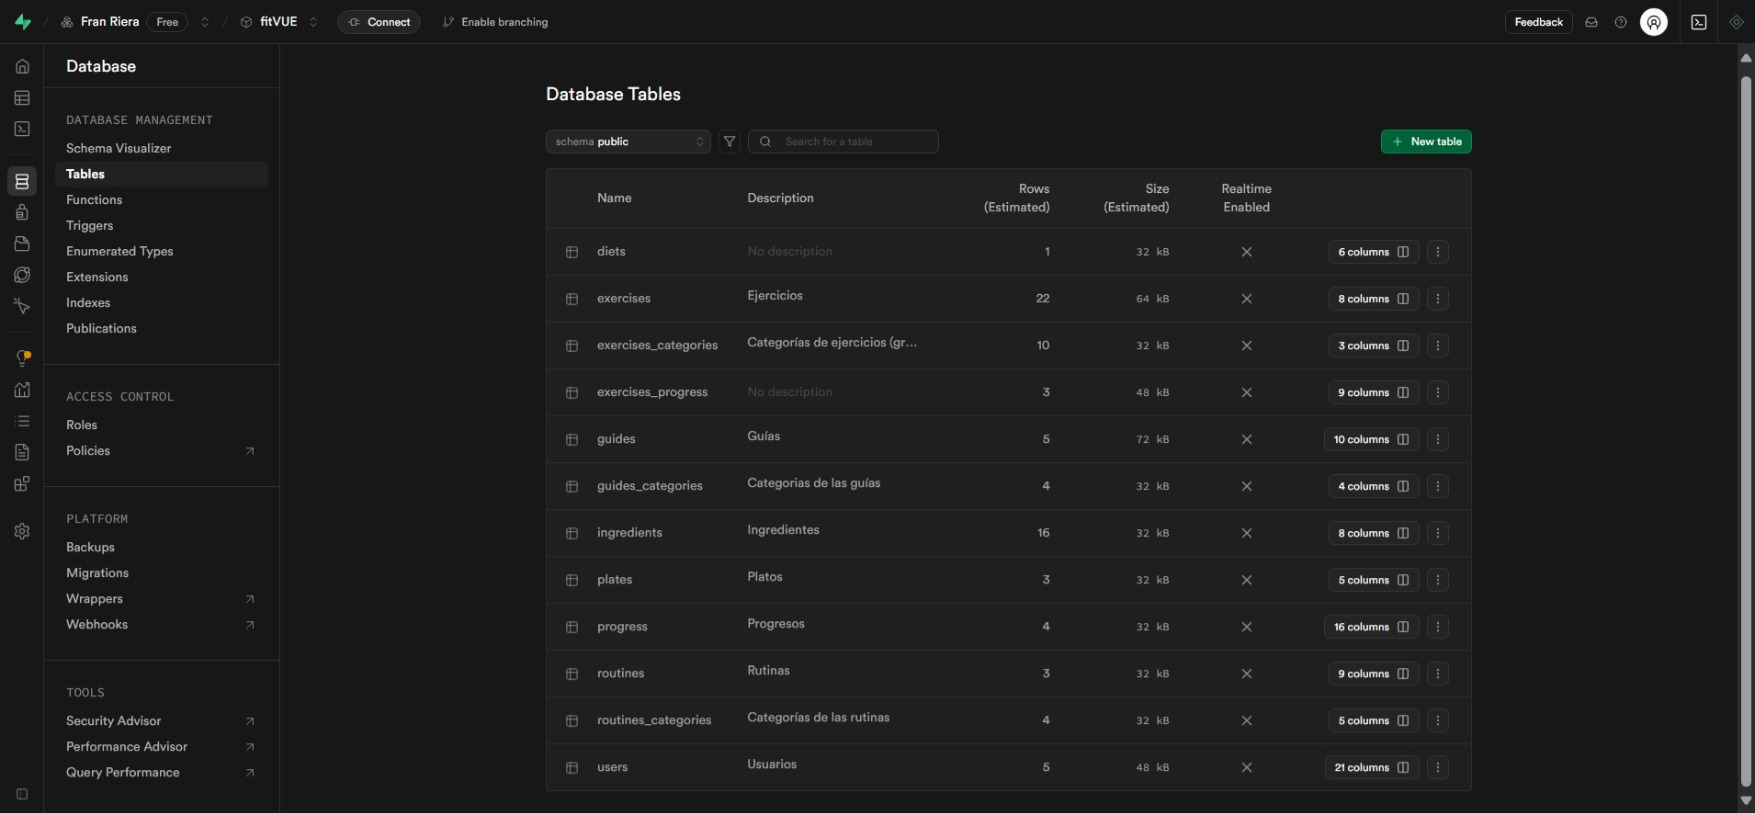 Fran Riera Free / fitVUE Connect Enable branching Feedback
Database
DATABASE MANAGEMENT
Schema Visualizer
Tables
Functions
Triggers
Enumerated Types
Extensions
Indexes
Publications
ACCESS CONTROL
Roles
Policies
PLATFORM
Backups
Migrations
Wrappers
Webhooks
TOOLS
Security Advisor
Performance Advisor
Query Performance
Database Tables
schema public Search for a table + New table
Name Description Rows (Estimated) Size (Estimated) Realtime Enabled
diets No description 1 32 kB 6 columns
exercises Ejercicios 22 64 kB 8 columns
exercises_categories Categorías de ejercicios (gr... 10 32 kB 3 columns
exercises_progress No description 3 48 kB 9 columns
guides Guías 5 72 kB 10 columns
guides_categories Categorias de las guías 4 32 kB 4 columns
ingredients Ingredientes 16 32 kB 8 columns
plates Platos 3 32 kB 5 columns
progress Progresos 4 32 kB 16 columns
routines Rutinas 3 32 kB 9 columns
routines_categories Categorías de las rutinas 4 32 kB 5 columns
users Usuarios 5 48 kB 21 columns